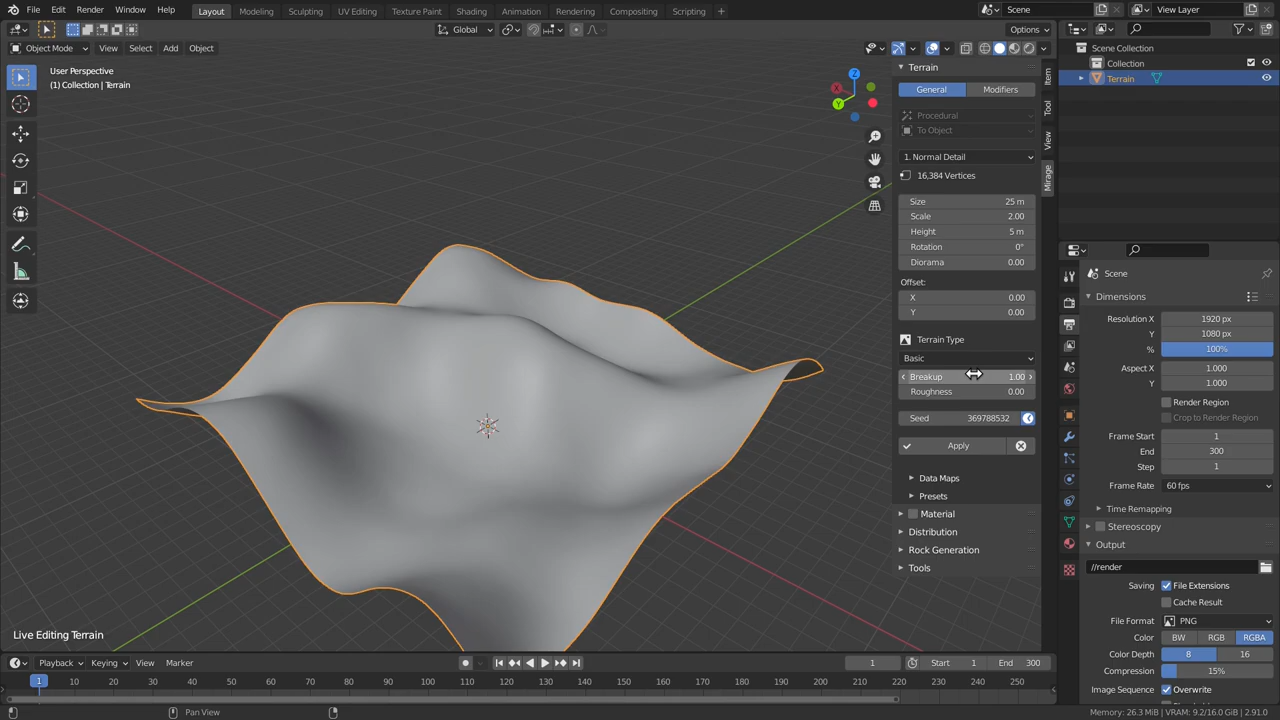 File Edit Render Window Help Layout Modeling Sculpting UV Editing Texture Paint Shading Animation Rendering Compositing Scripting + Scene View Layer
Global Options
Object Mode View Select Add Object
User Perspective
(1) Collection | Terrain
Z
X
Y
Terrain
General Modifiers
Procedural
To Object
1. Normal Detail
16,384 Vertices
Size 25 m
Scale 2.00
Height 5 m
Rotation 0°
Diorama 0.00
Offset:
X 0.00
Y 0.00
Terrain Type
Basic
Breakup 1.00
Roughness 0.00
Seed 369788532
Apply
Data Maps
Presets
Material
Distribution
Rock Generation
Tools
Item
Tool
View
Mirage
Scene Collection
Collection
Terrain
Scene
Dimensions
Resolution X 1920 px
Y 1080 px
% 100%
Aspect X 1.000
Y 1.000
Render Region
Crop to Render Region
Frame Start 1
End 300
Step 1
Frame Rate 60 fps
Time Remapping
Stereoscopy
Output
//render
Saving File Extensions
Cache Result
File Format PNG
Color BW RGB RGBA
Color Depth 8 16
Compression 15%
Image Sequence Overwrite
Live Editing Terrain
Playback Keying View Marker 1 Start 1 End 300
1 10 20 30 40 50 60 70 80 90 100 110 120 130 140 150 160 170 180 190 200 210 220 230 240 250
Pan View Memory: 26.3 MiB | VRAM: 9.2/16.0 GiB | 2.91.0